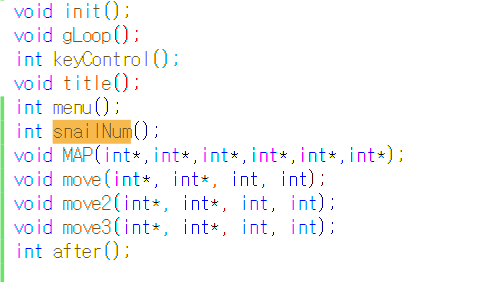 void init();
void gLoop();
int keyControl();
void title();
int menu();
int snailNum();
void MAP(int*,int*,int*,int*,int*,int*);
void move(int*, int*, int, int);
void move2(int*, int*, int, int);
void move3(int*, int*, int, int);
int after();